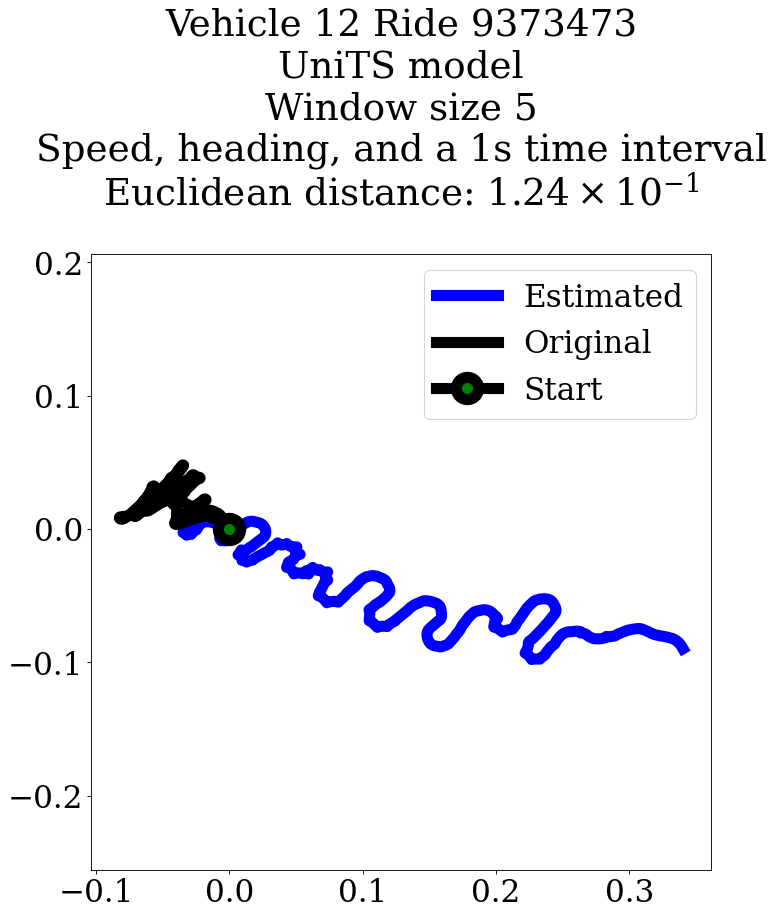 Vehicle 12 Ride 9373473
UniTS model
Window size 5
Speed, heading, and a 1s time interval
Euclidean distance: 1.24 × 10⁻¹
0.2
Estimated
Original
0.1
Start
0.0
−0.1
−0.2
−0.1 0.0 0.1 0.2 0.3